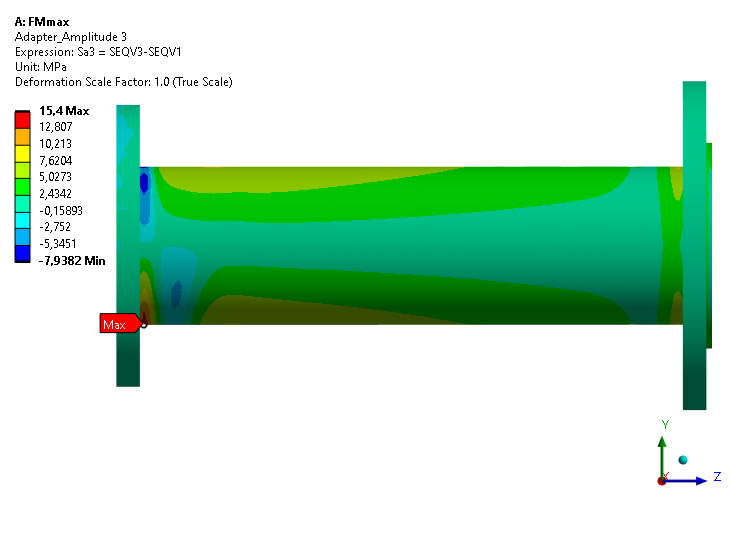 A: FMmax
Adapter_Amplitude 3
Expression: Sa3 = SEQV3-SEQV1
Unit: MPa
Deformation Scale Factor: 1.0 (True Scale)
15,4 Max
12,807
10,213
7,6204
5,0273
2,4342
-0,15893
-2,752
-5,3451
-7,9382 Min
Max
Y
X
Z